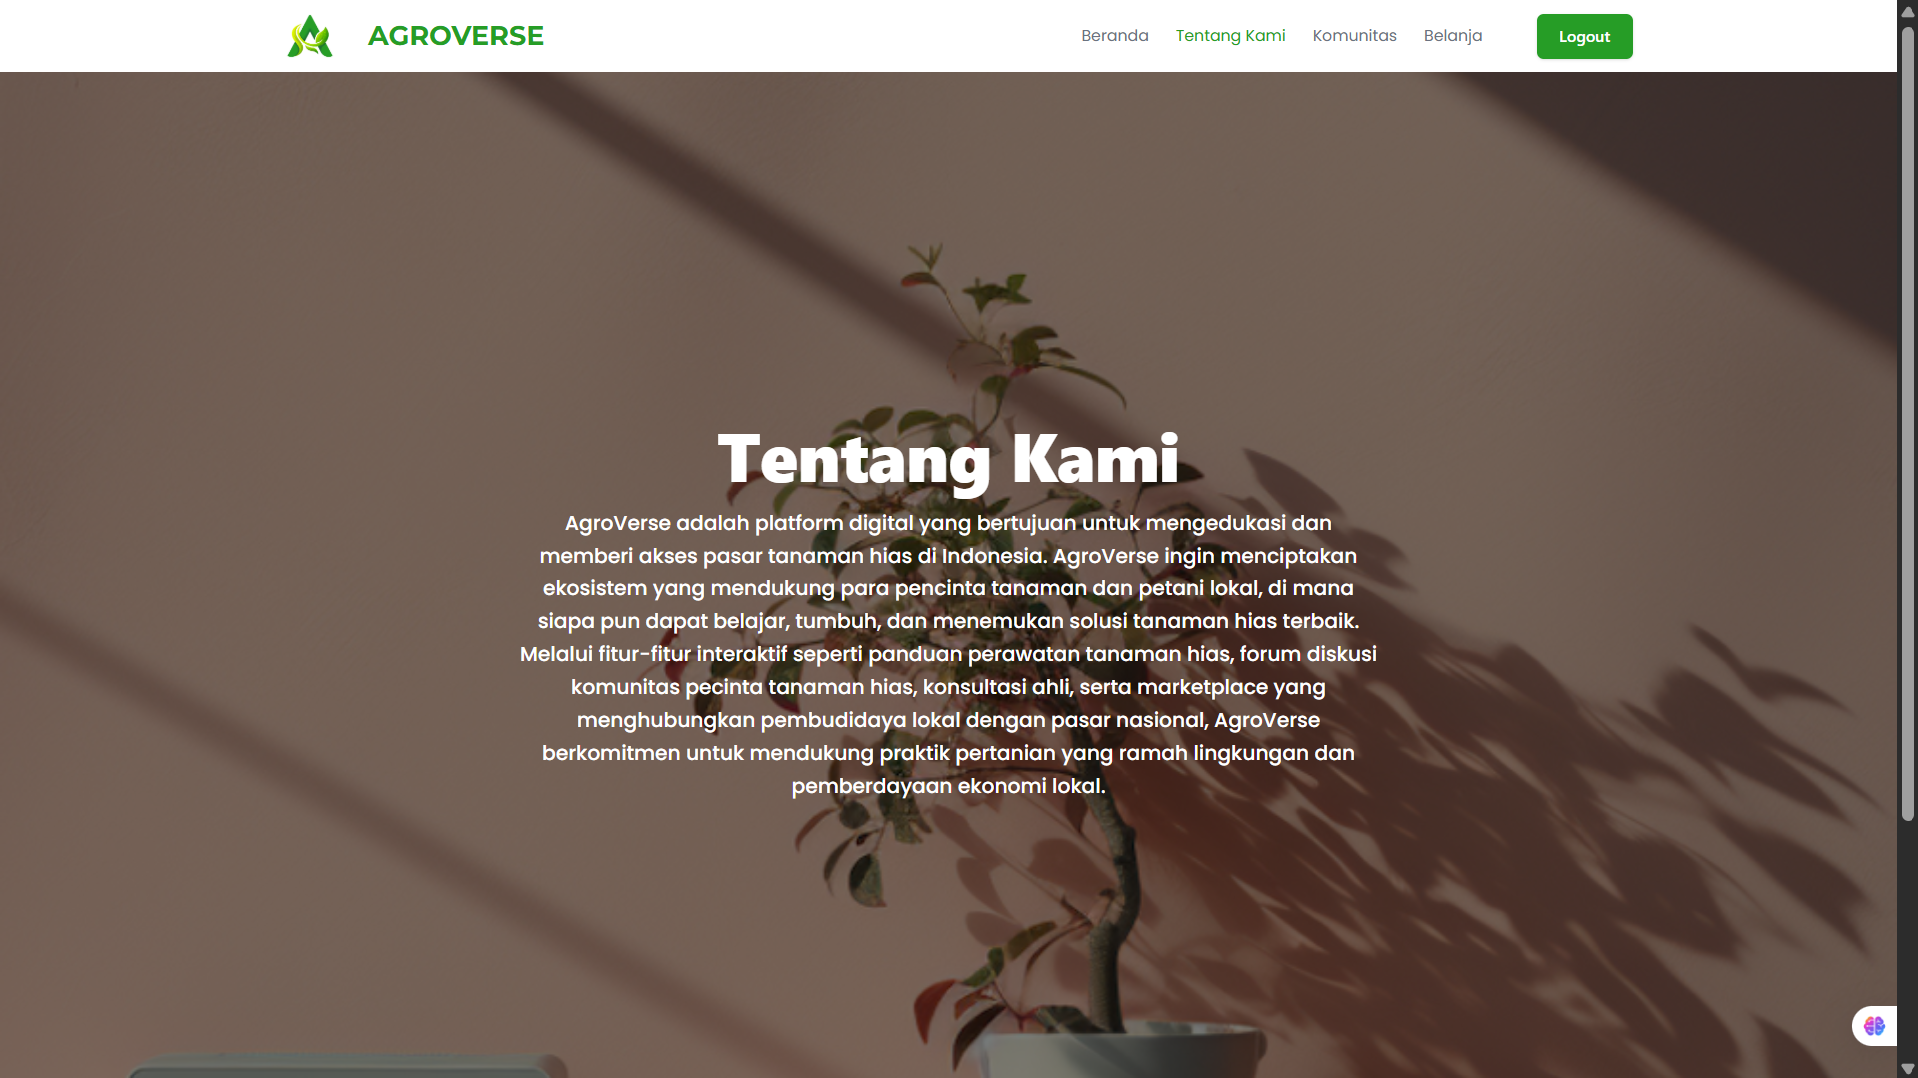 AGROVERSE
Beranda
Tentang Kami
Komunitas
Belanja
Logout
Tentang Kami
AgroVerse adalah platform digital yang bertujuan untuk mengedukasi dan
memberi akses pasar tanaman hias di Indonesia. AgroVerse ingin menciptakan
ekosistem yang mendukung para pencinta tanaman dan petani lokal, di mana
siapa pun dapat belajar, tumbuh, dan menemukan solusi tanaman hias terbaik.
Melalui fitur-fitur interaktif seperti panduan perawatan tanaman hias, forum diskusi
komunitas pecinta tanaman hias, konsultasi ahli, serta marketplace yang
menghubungkan pembudidaya lokal dengan pasar nasional, AgroVerse
berkomitmen untuk mendukung praktik pertanian yang ramah lingkungan dan
pemberdayaan ekonomi lokal.